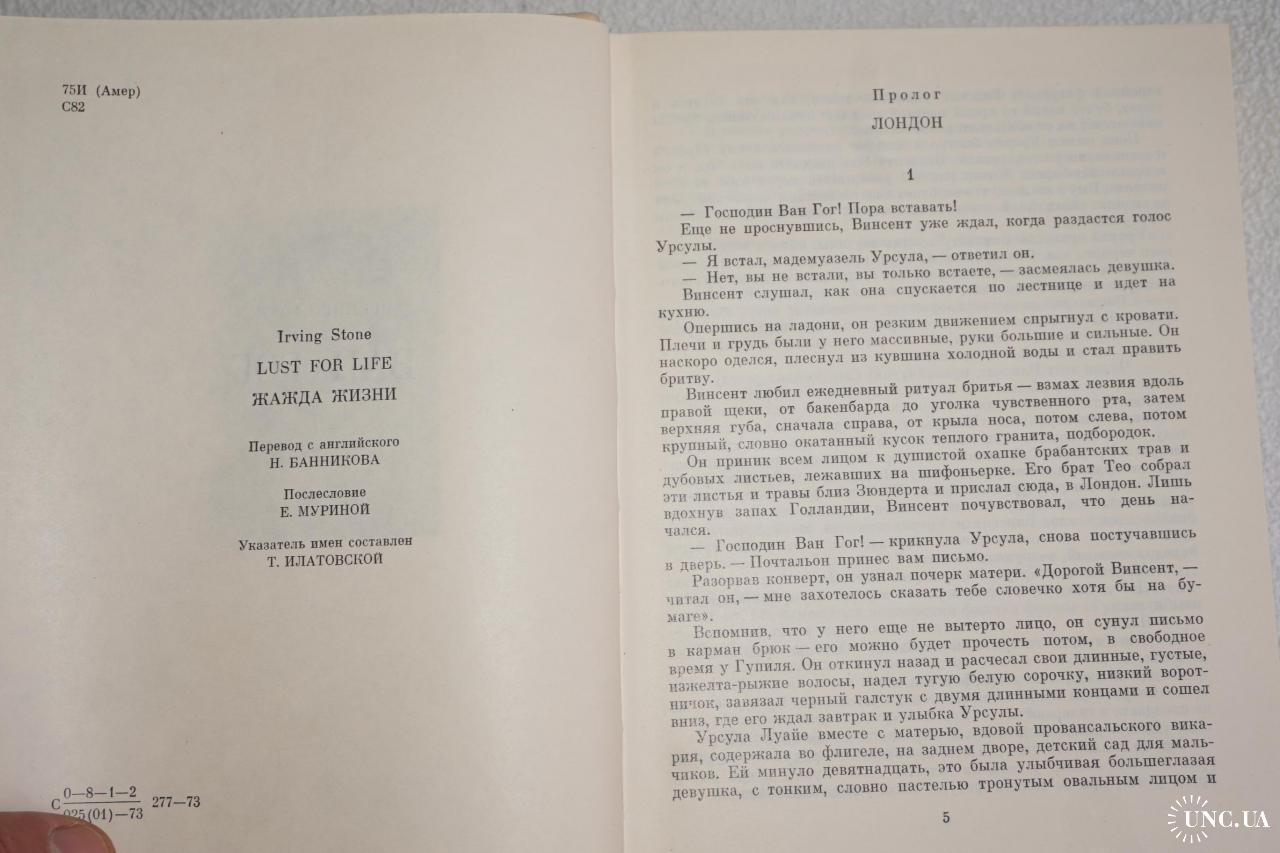 75И (Амер)
С82
Irving Stone
LUST FOR LIFE
ЖАЖДА ЖИЗНИ
Перевод с английского
Н. БАННИКОВА
Послесловие
Е. МУРИНОЙ
Указатель имен составлен
Т. ИЛАТОВСКОЙ
С 0—8—1—2
025(01)—73 277—73
Пролог
ЛОНДОН
1
— Господин Ван Гог! Пора вставать!
Еще не проснувшись, Винсент уже ждал, когда раздастся голос
Урсулы.
— Я встал, мадемуазель Урсула, — ответил он.
— Нет, вы не встали, вы только встаете, — засмеялась девушка.
Винсент слушал, как она спускается по лестнице и идет на
кухню.
Опершись на ладони, он резким движением спрыгнул с кровати.
Плечи и грудь были у него массивные, руки большие и сильные. Он
наскоро оделся, плеснул из кувшина холодной воды и стал править
бритву.
Винсент любил ежедневный ритуал бритья — взмах лезвия вдоль
правой щеки, от бакенбарда до уголка чувственного рта, затем
верхняя губа, сначала справа, от крыла носа, потом слева, потом
крупный, словно окатанный кусок теплого гранита, подбородок.
Он приник всем лицом к душистой охапке брабантских трав и
дубовых листьев, лежавших на шифоньерке. Его брат Тео собрал
эти листья и травы близ Зюндерта и прислал сюда, в Лондон. Лишь
вдохнув запах Голландии, Винсент почувствовал, что день на-
чался.
— Господин Ван Гог! — крикнула Урсула, снова постучавшись
в дверь. — Почтальон принес вам письмо.
Разорвав конверт, он узнал почерк матери. «Дорогой Винсент, —
читал он, — мне захотелось сказать тебе словечко хотя бы на бу-
маге».
Вспомнив, что у него еще не вытерто лицо, он сунул письмо
в карман брюк — его можно будет прочесть потом, в свободное
время у Гупиля. Он откинул назад и расчесал свои длинные, густые,
изжелта-рыжие волосы, надел тугую белую сорочку, низкий ворот-
ничок, завязал черный галстук с двумя длинными концами и сошел
вниз, где его ждал завтрак и улыбка Урсулы.
Урсула Луайе вместе с матерью, вдовой провансальского вика-
рия, содержала во флигеле, на заднем дворе, детский сад для маль-
чиков. Ей минуло девятнадцать, это была улыбчивая большеглазая
девушка, с тонким, словно пастелью тронутым овальным лицом и
5
UNC.UA